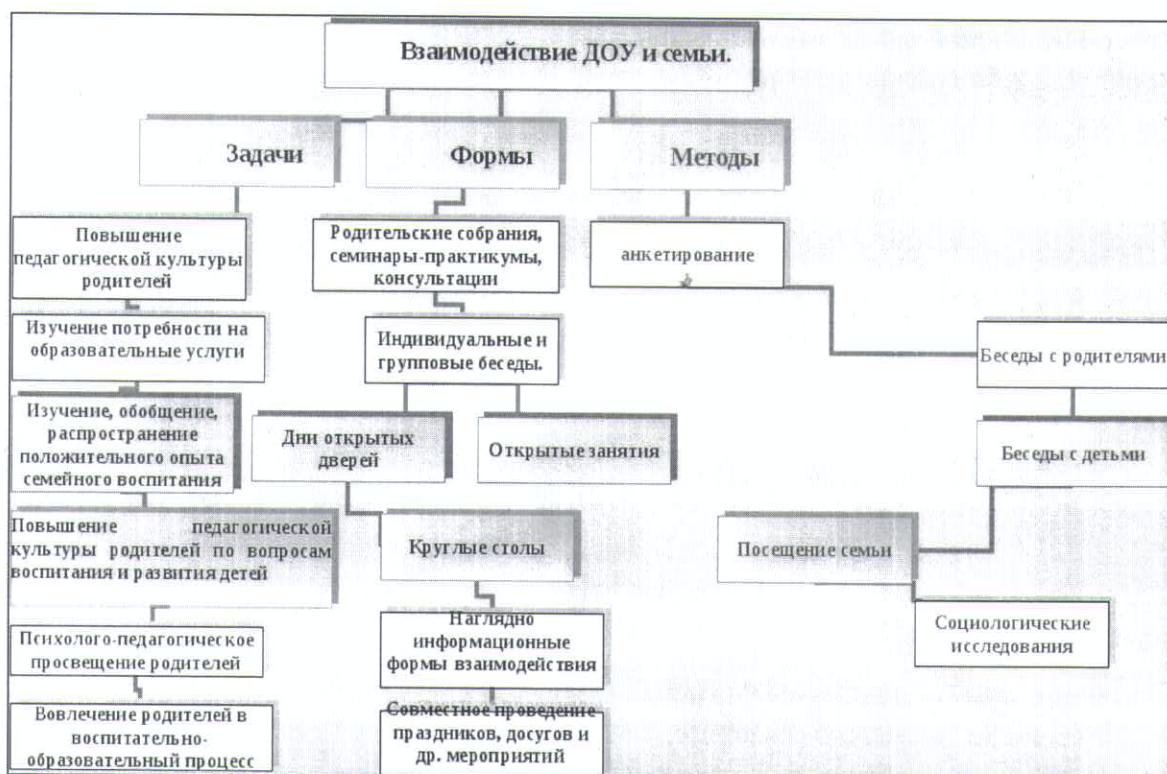 Взаимодействие ДОУ и семьи.
Задачи
Формы
Методы
Повышение
педагогической культуры
родителей
Изучение потребности на
образовательные услуги
Изучение, обобщение,
распространение
положительного опыта
семейного воспитания
Повышение педагогической
культуры родителей по вопросам
воспитания и развития детей
Психолого-педагогическое
просвещение родителей
Вовлечение родителей в
воспитательно-
образовательный процесс
Родительские собрания,
семинары-практикумы,
консультации
Индивидуальные и
групповые беседы.
Дни открытых
дверей
Открытые занятия
Круглые столы
Наглядно
информационные
формы взаимодействия
Совместное проведение
праздников, досугов и
др. мероприятий
анкетирование
Беседы с родителями
Беседы с детьми
Посещение семьи
Социологические
исследования